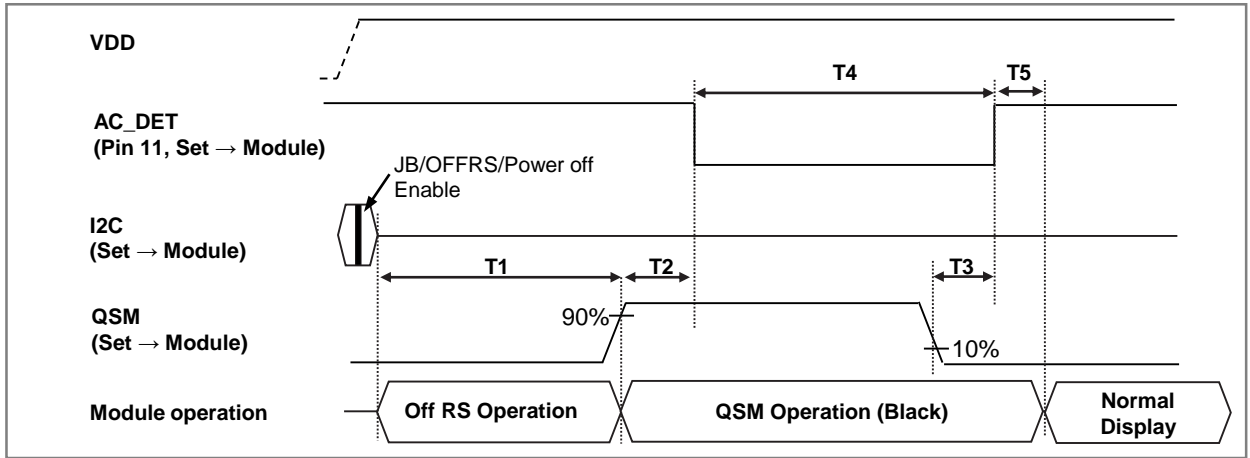 VDD
T4
T5
AC_DET
(Pin 11, Set → Module)
JB/OFFRS/Power off
Enable
I2C
(Set → Module)
T1
T2
T3
QSM
(Set → Module)
90%
10%
Module operation
Off RS Operation
QSM Operation (Black)
Normal
Display